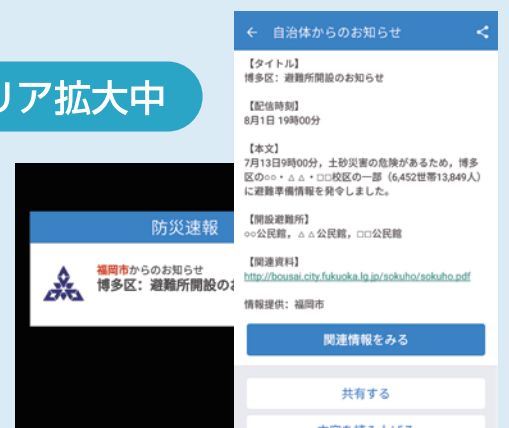 リア拡大中
防災速報
福岡市からのお知らせ
博多区：避難所開設のお
← 自治体からのお知らせ
【タイトル】
博多区：避難所開設のお知らせ
【配信時刻】
8月1日 19時00分
【本文】
7月13日9時00分，土砂災害の危険があるため，博多
区の○○・△△・□□校区の一部（6,452世帯13,849人）
に避難準備情報を発令しました。
【開設避難所】
○○公民館，△△公民館，□□公民館
【関連資料】
http://bousai.city.fukuoka.lg.jp/sokuho/sokuho.pdf
情報提供：福岡市
関連情報をみる
共有する